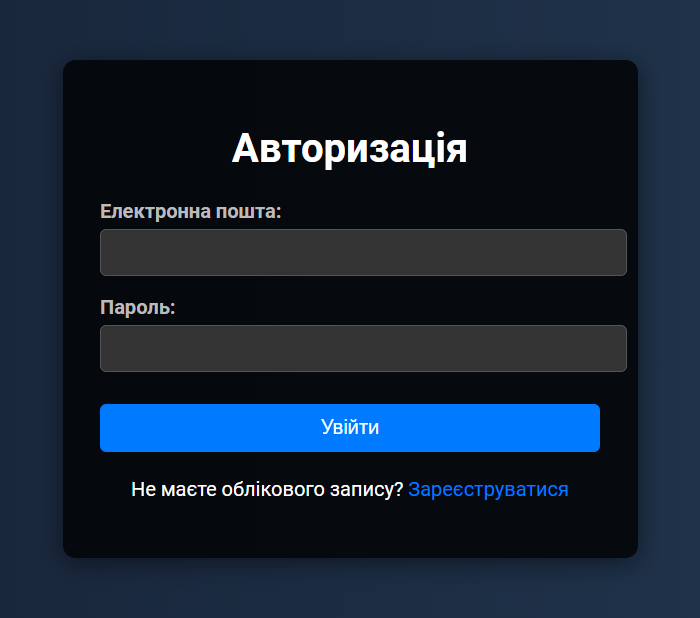 Авторизація
Електронна пошта:
Пароль:
Увійти
Не маєте облікового запису? Зареєструватися